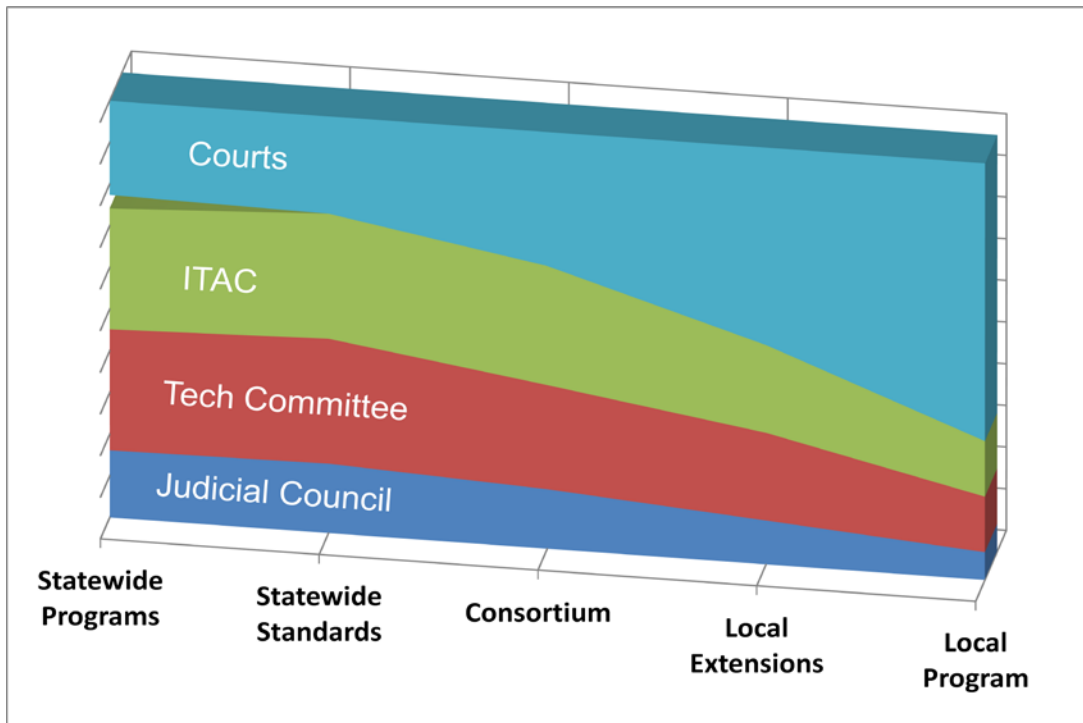 Courts
ITAC
Tech Committee
Judicial Council
Statewide
Programs
Statewide
Standards
Consortium
Local
Extensions
Local
Program